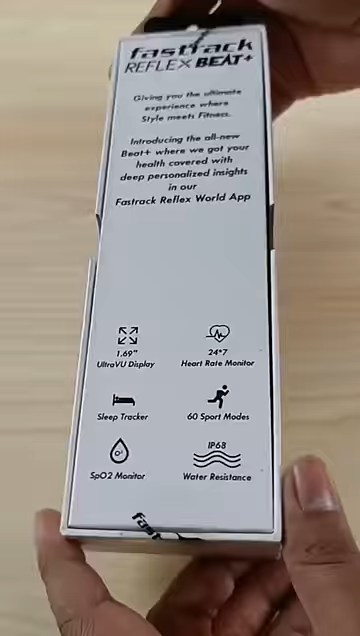 fastrack
REFLEX BEAT+
Giving you the ultimate
experience where
Style meets Fitness.
Introducing the all-new
Beat+ where we got your
health covered with
deep personalized insights
in our
Fastrack Reflex World App
1.69"
UltraVU Display
24*7
Heart Rate Monitor
Sleep Tracker
60 Sport Modes
O²
SpO2 Monitor
IP68
Water Resistance
fast